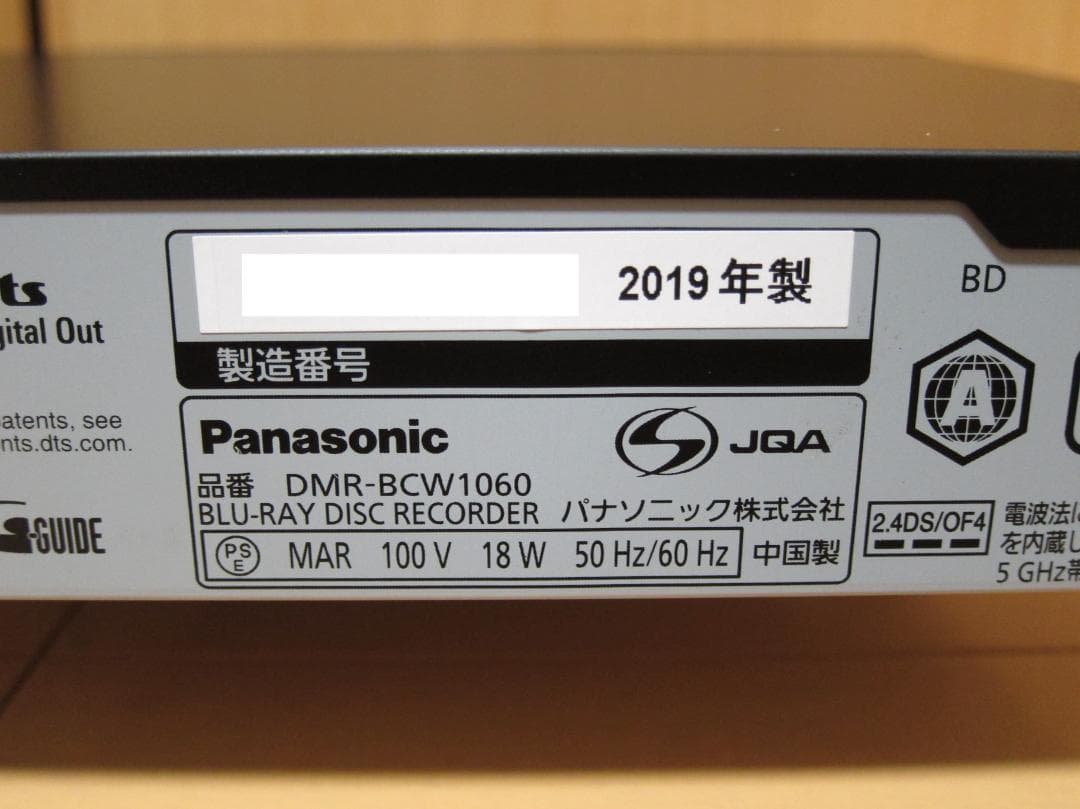 2019 年製
製造番号
Panasonic
JQA
品番 DMR-BCW1060
BLU-RAY DISC RECORDER パナソニック株式会社
PS E MAR 100 V 18 W 50 Hz/60 Hz 中国製
ts
gital Out
atents, see
nts.dts.com.
G-GUIDE
BD
A
2.4DS/OF4
電波法に
を内蔵し
5 GHz帯